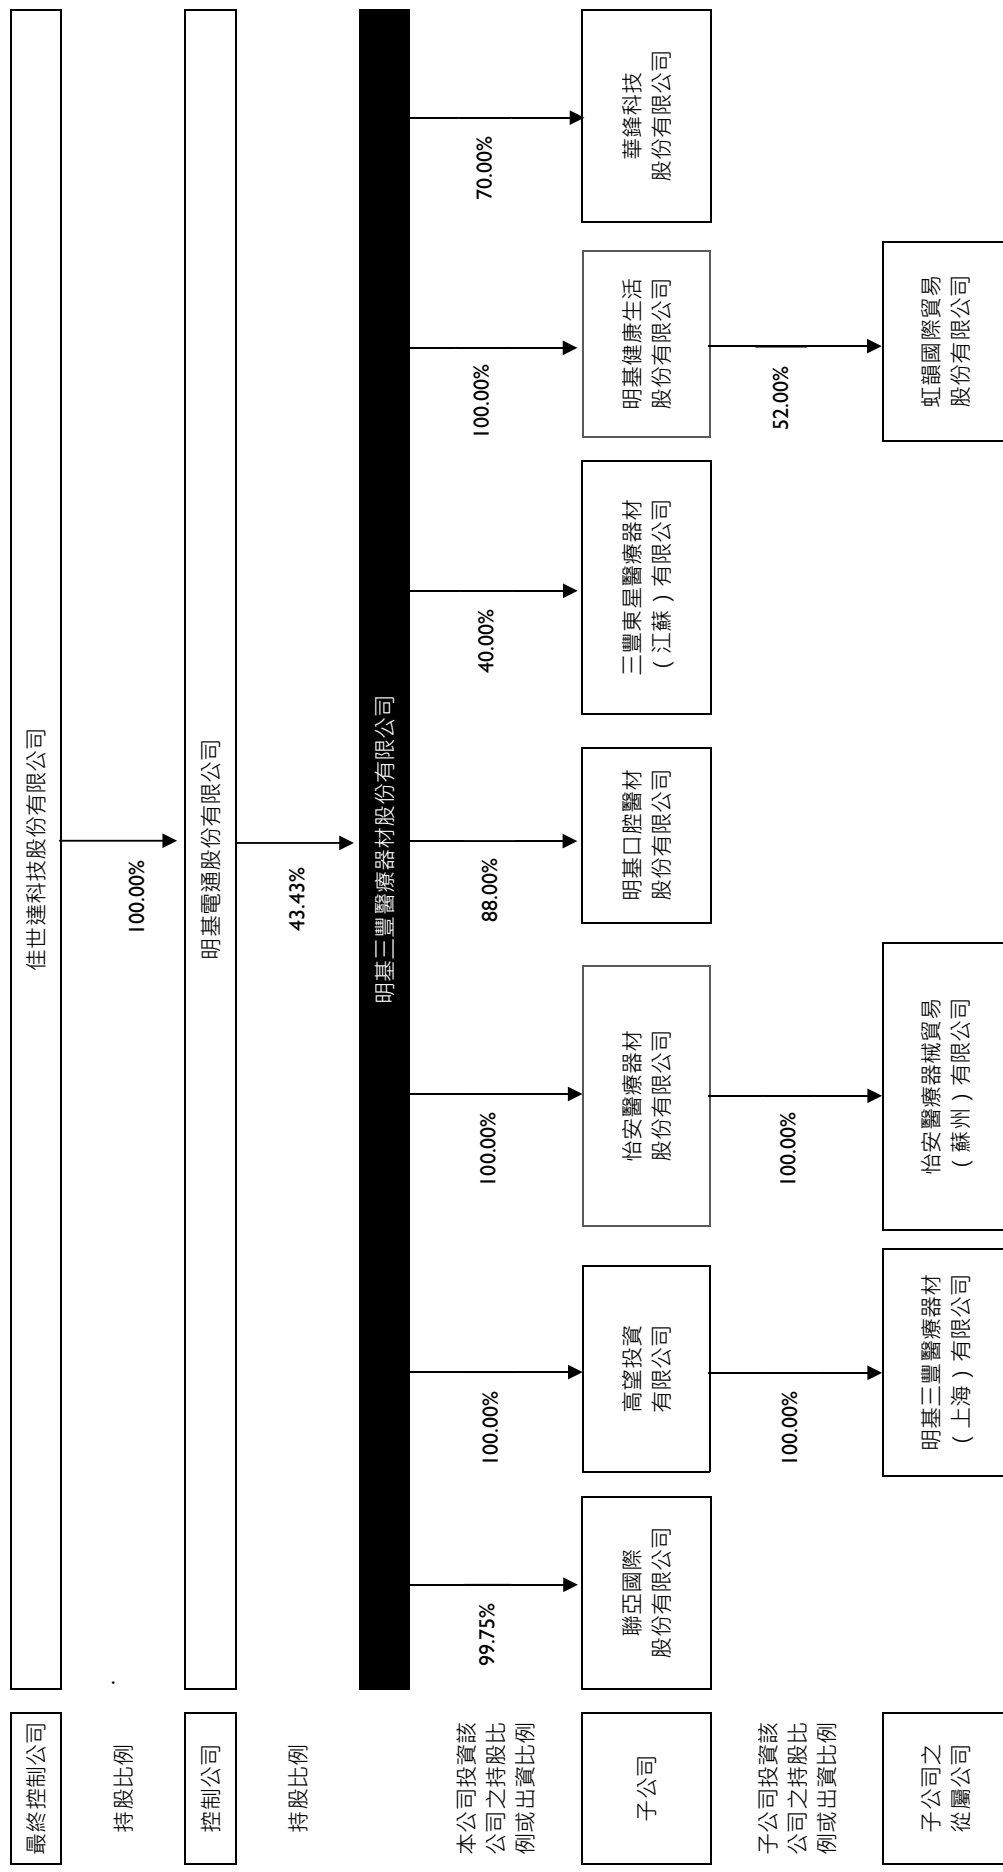 最終控制公司
佳世達科技股份有限公司
持股比例
100.00%
控制公司
明基電通股份有限公司
持股比例
43.43%
明基三豐醫療器材股份有限公司
本公司投資該
公司之持股比
例或出資比例
99.75%
100.00%
100.00%
88.00%
40.00%
100.00%
70.00%
子公司
聯亞國際
股份有限公司
高望投資
有限公司
怡安醫療器材
股份有限公司
明基口腔醫材
股份有限公司
三豐東星醫療器材
(江蘇)有限公司
明基健康生活
股份有限公司
華鋒科技
股份有限公司
子公司投資該
公司之持股比
例或出資比例
100.00%
100.00%
52.00%
子公司之
從屬公司
明基三豐醫療器材
(上海)有限公司
怡安醫療器械貿易
(蘇州)有限公司
虹韻國際貿易
股份有限公司